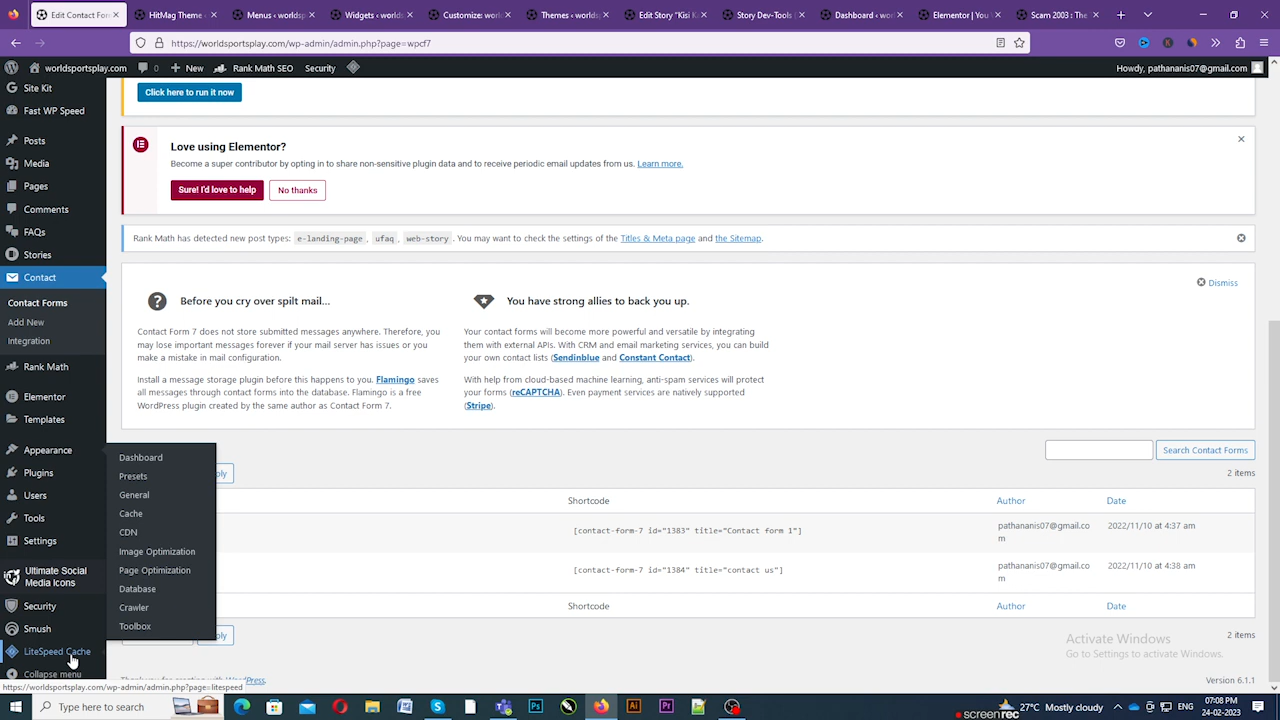 Edit Contact Forms
Contact Form
Customize: worlds
Themes ‹ worlds
Edit "Kisi K
Story Dev-Tools
Dashboard ‹ worl
Elementor |
Scam 2003 : The
https://worldsportsplay.com/wp-admin/admin.php?page=wpcf7
worldsportsplay.com
0
New
Rank Math SEO
Security
Howdy, pathananis07@gmail.com
Site Kit
Fast WP Speed
Posts
Media
Pages
Comments
FAQs
Stories
Contact
Contact Forms
Add New
Integration
Rank Math
Elementor
Templates
Appearance
Plugins
Users
Tools
Settings
Ultimate Social
Media Icons
Security
Smush
LiteSpeed Cache
Collapse menu
Dashboard
Presets
General
Cache
CDN
Image Optimization
Page Optimization
Database
Crawler
Toolbox
Click here to run it now
Love using Elementor?
Become a super contributor by opting in to share non-sensitive plugin data and to receive periodic email updates from us. Learn more.
Sure! I'd love to help
No thanks
Rank Math has detected new post types: e-landing-page, ufaq, web-story. You may want to check the settings of the Titles & Meta page and the Sitemap.
Dismiss
Before you cry over spilt mail…
Contact Form 7 does not store submitted messages anywhere. Therefore, you
may lose important messages forever if your mail server has issues or you
make a mistake in mail configuration.
Install a message storage plugin before this happens to you. Flamingo saves
all messages through contact forms into the database. Flamingo is a free
WordPress plugin created by the same author as Contact Form 7.
You have strong allies to back you up.
Your contact forms will become more powerful and versatile by integrating
them with external APIs. With CRM and email marketing services, you can build
your own contact lists (Sendinblue and Constant Contact).
With help from cloud-based machine learning, anti-spam services will protect
your forms (reCAPTCHA). Even payment services are natively supported
(Stripe).
Search Contact Forms
ply
2 items
Shortcode
Author
Date
[contact-form-7 id="1383" title="Contact form 1"]
pathananis07@gmail.co
m
2022/11/10 at 4:37 am
[contact-form-7 id="1384" title="contact us"]
pathananis07@gmail.co
m
2022/11/10 at 4:38 am
Shortcode
Author
Date
ply
2 items
Activate Windows
Go to Settings to activate Windows.
Thank you for creating with WordPress.
Version 6.1.1
https://worldsportsplay.com/wp-admin/admin.php?page=litespeed
Type here to search
27°C Mostly cloudy
07:08 PM
24-02-2023
screenrec